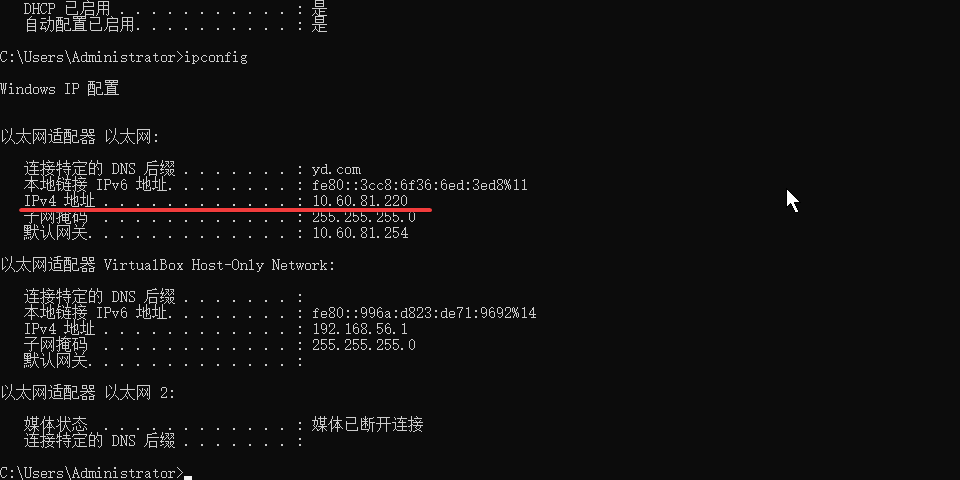 DHCP 已启用 . . . . . . . . . . . : 是
自动配置已启用. . . . . . . . . . : 是
C:\Users\Administrator>ipconfig
Windows IP 配置
以太网适配器 以太网:
连接特定的 DNS 后缀 . . . . . . . : yd.com
本地链接 IPv6 地址. . . . . . . . : fe80::3cc8:6f36:6ed:3ed8%11
IPv4 地址 . . . . . . . . . . . . : 10.60.81.220
子网掩码 . . . . . . . . . . . . : 255.255.255.0
默认网关. . . . . . . . . . . . . : 10.60.81.254
以太网适配器 VirtualBox Host-Only Network:
连接特定的 DNS 后缀 . . . . . . . :
本地链接 IPv6 地址. . . . . . . . : fe80::996a:d823:de71:9692%14
IPv4 地址 . . . . . . . . . . . . : 192.168.56.1
子网掩码 . . . . . . . . . . . . : 255.255.255.0
默认网关. . . . . . . . . . . . . :
以太网适配器 以太网 2:
媒体状态 . . . . . . . . . . . . : 媒体已断开连接
连接特定的 DNS 后缀 . . . . . . . :
C:\Users\Administrator>